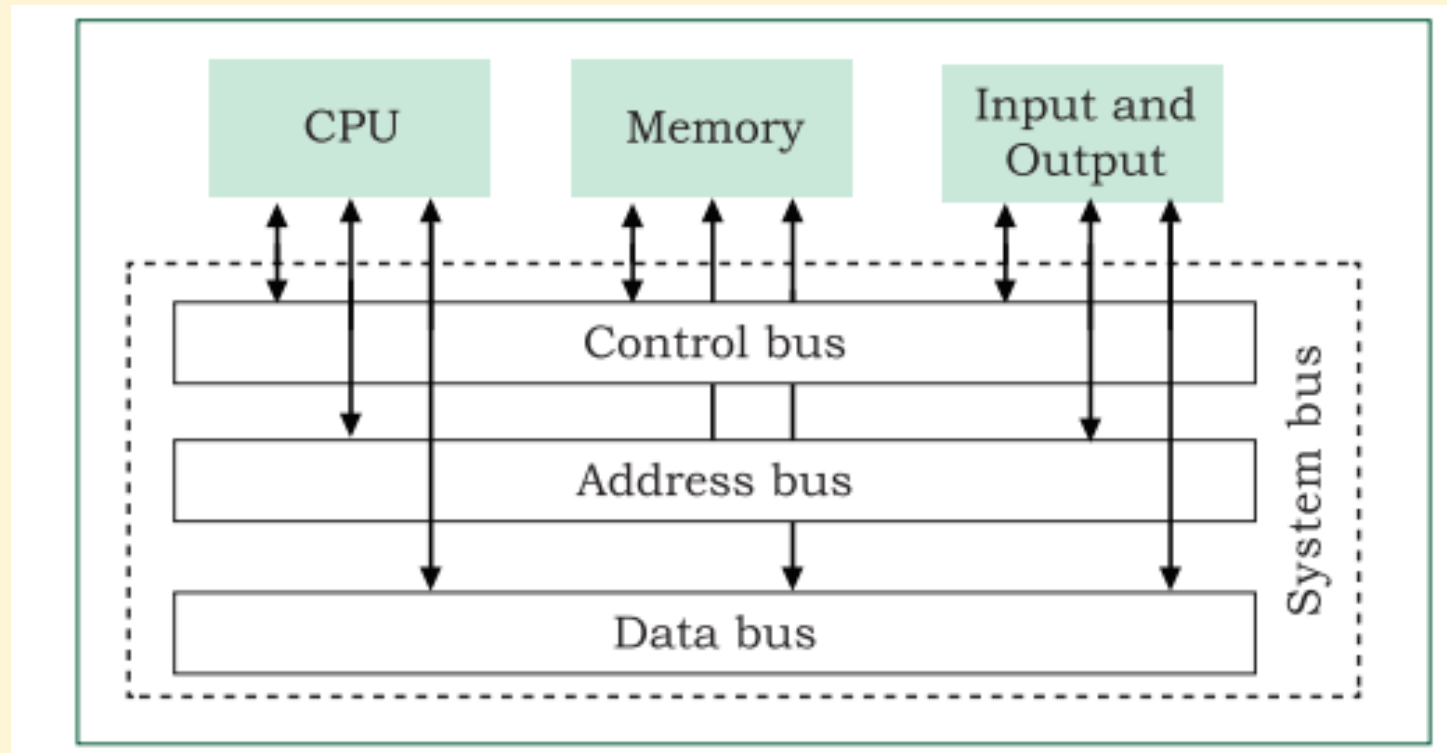 CPU
Memory
Input and
Output
Control bus
Address bus
Data bus
System bus